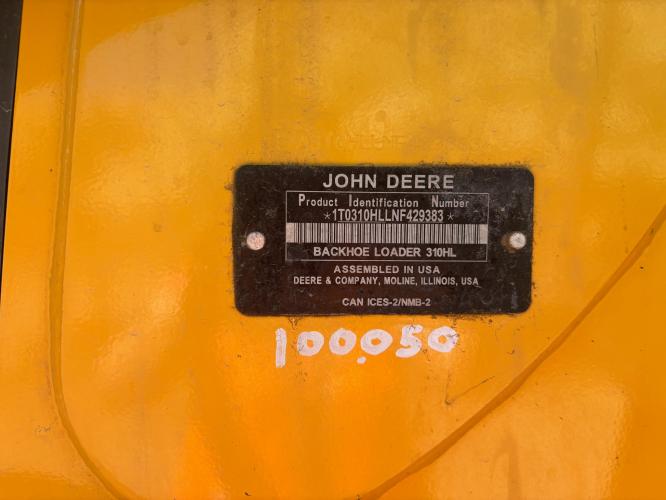 JOHN DEERE
Product Identification Number
*1T0310HLLNF429383*
BACKHOE LOADER 310HL
ASSEMBLED IN USA
DEERE & COMPANY, MOLINE, ILLINOIS, USA
CAN ICES-2/NMB-2
100.050